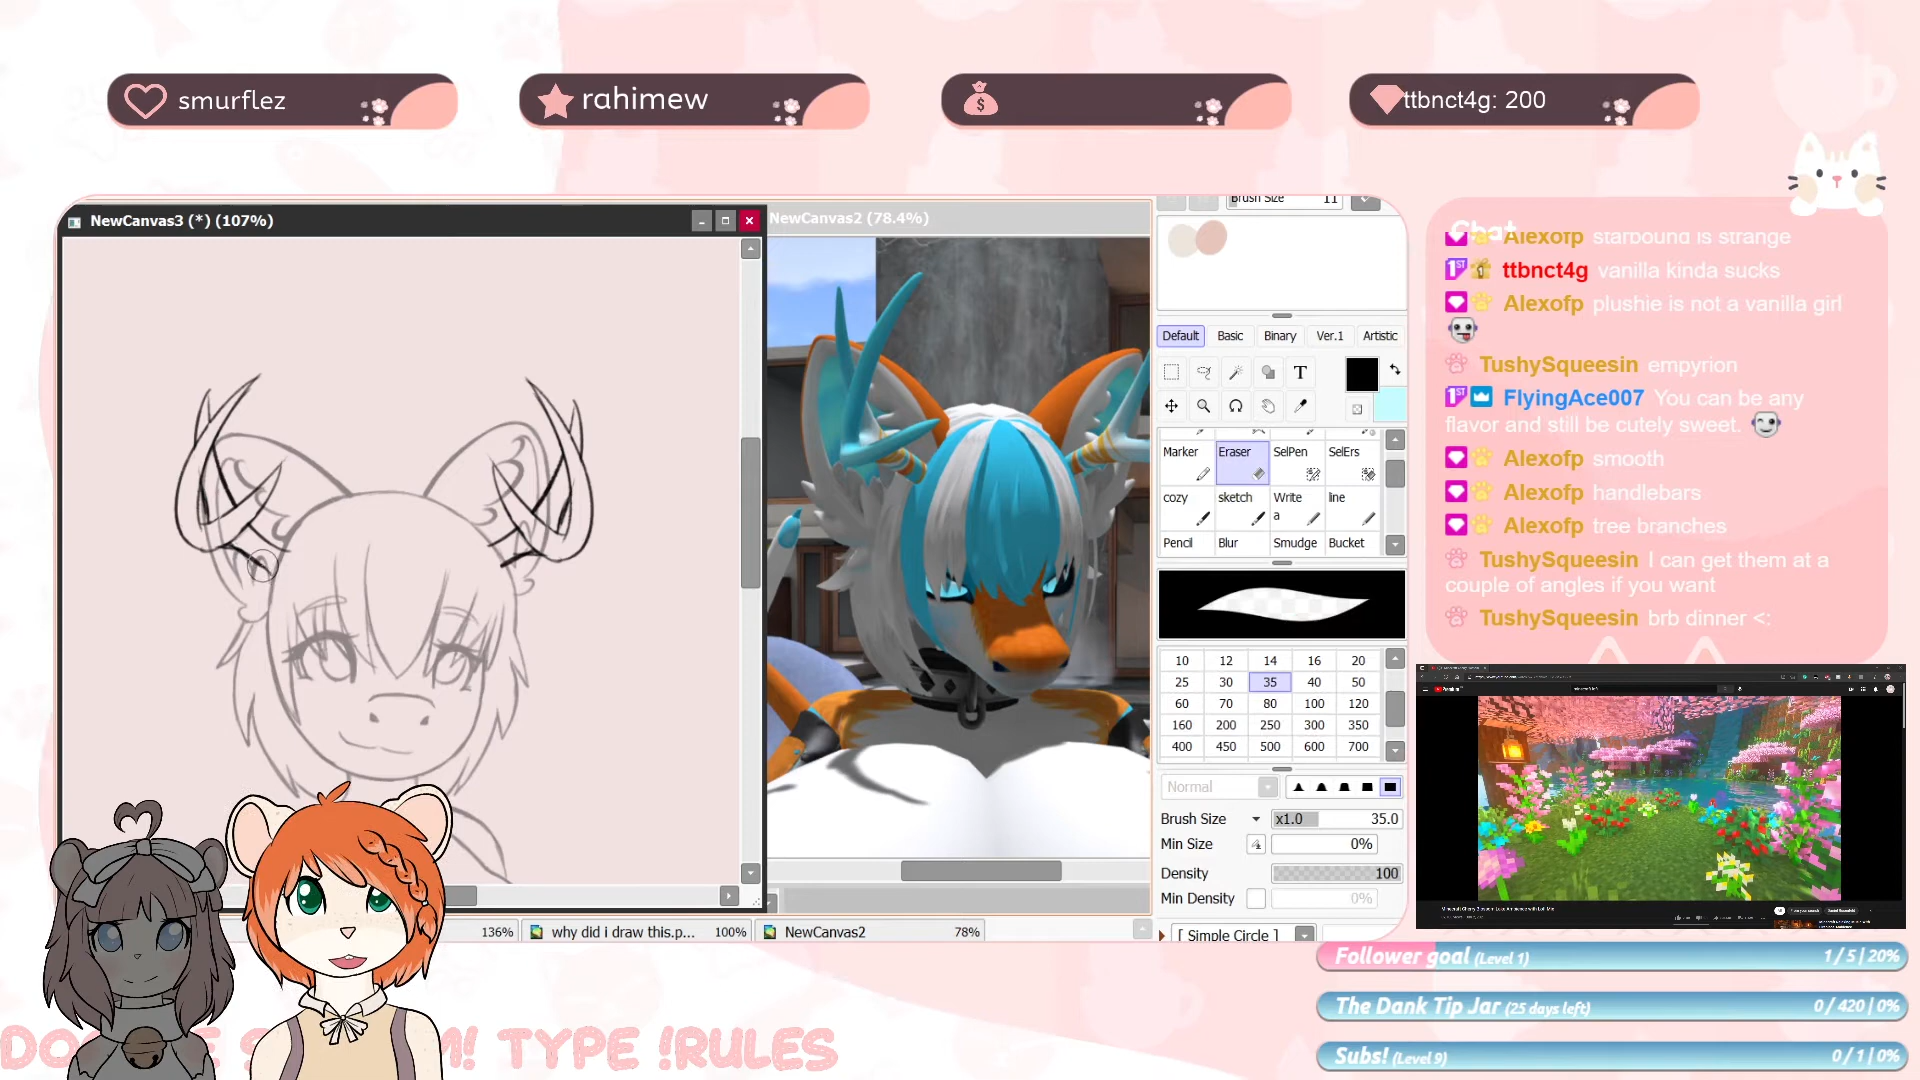 smurflez
rahimew
ttbnct4g: 200
NewCanvas3 (*) (107%)
NewCanvas2 (78.4%)
Brush Size 11
Default Basic Binary Ver.1 Artistic
T
Marker Eraser SelPen SelErs
cozy sketch Write a line
Pencil Blur Smudge Bucket
10 12 14 16 20
25 30 35 40 50
60 70 80 100 120
160 200 250 300 350
400 450 500 600 700
Normal
Brush Size x1.0 35.0
Min Size 0%
Density 100
Min Density 0%
[ Simple Circle ]
136% why did i draw this.p... 100% NewCanvas2 78%
Chat
Alexofp starbound is strange
1ST ttbnct4g vanilla kinda sucks
Alexofp plushie is not a vanilla girl
TushySqueesin empyrion
1ST FlyingAce007 You can be any
flavor and still be cutely sweet.
Alexofp smooth
Alexofp handlebars
Alexofp tree branches
TushySqueesin I can get them at a
couple of angles if you want
TushySqueesin brb dinner <:
Follower goal (Level 1) 1 / 5 | 20%
The Dank Tip Jar (25 days left) 0 / 420 | 0%
Subs! (Level 9) 0 / 1 | 0%
! TYPE !RULES